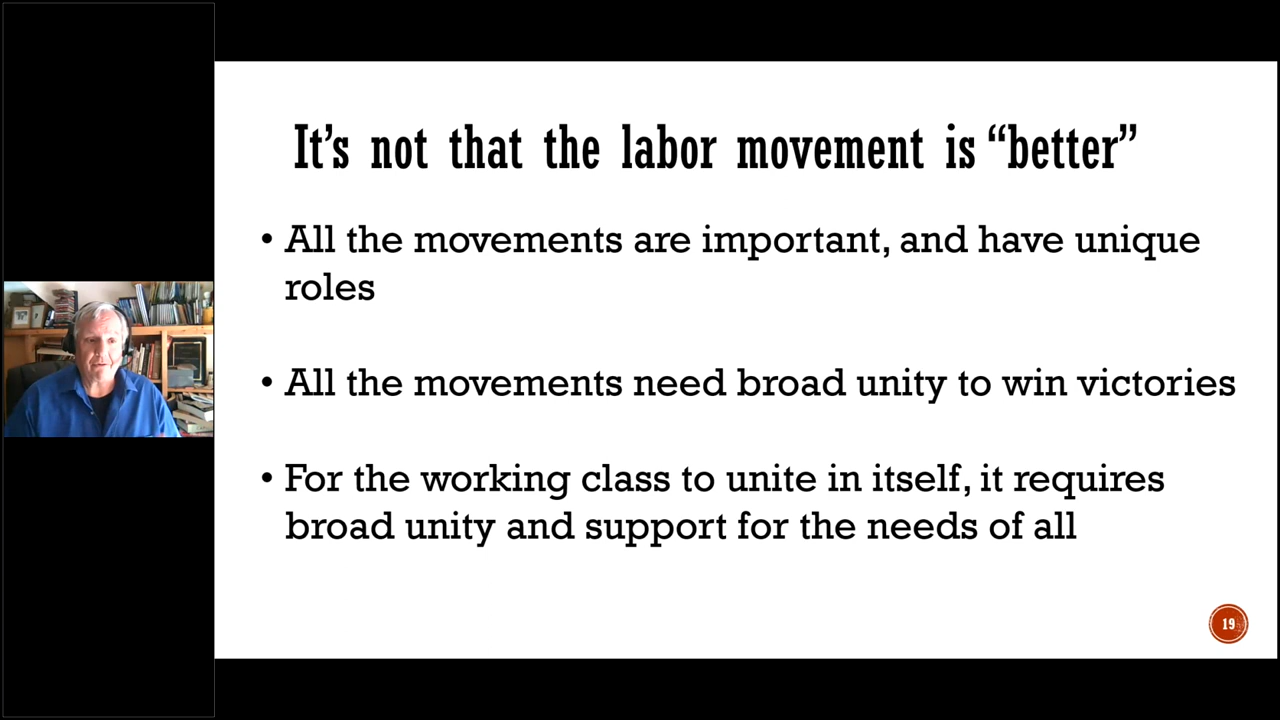 It's not that the labor movement is “better”
• All the movements are important, and have unique
roles
• All the movements need broad unity to win victories
• For the working class to unite in itself, it requires
broad unity and support for the needs of all
19